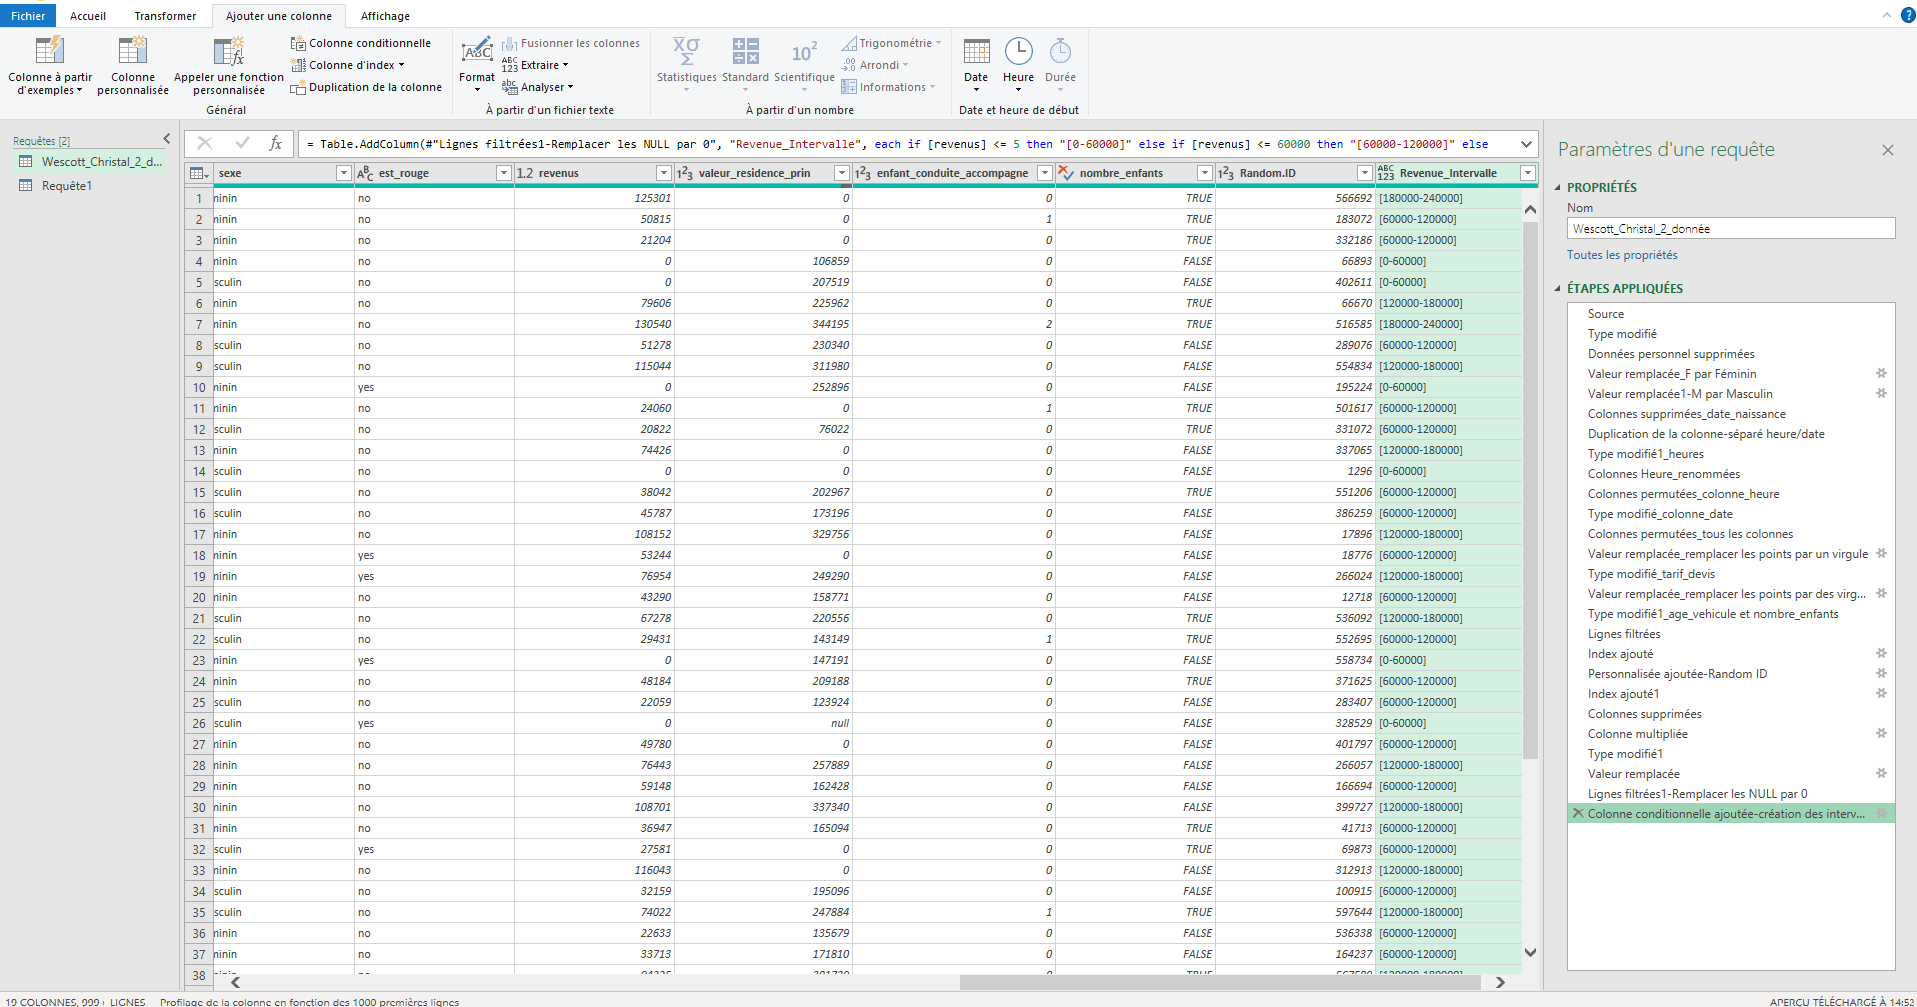 Fichier Accueil Transformer Ajouter une colonne Affichage
Colonne à partir d'exemples
Colonne personnalisée
Appeler une fonction personnalisée
Colonne conditionnelle
Colonne d'index
Duplication de la colonne
Général
Format
Fusionner les colonnes
Extraire
Analyser
À partir d'un fichier texte
Statistiques Standard Scientifique
Trigonométrie
Arrondi
Informations
À partir d'un nombre
Date Heure Durée
Date et heure de début
Requêtes [2]
Wescott_Christal_2_d...
Requête1
= Table.AddColumn(#"Lignes filtrées1-Remplacer les NULL par 0", "Revenue_Intervalle", each if [revenus] <= 5 then "[0-60000]" else if [revenus] <= 60000 then "[60000-120000]" else
sexe est_rouge 1.2 revenus valeur_residence_prin enfant_conduite_accompagne nombre_enfants Random.ID Revenue_Intervalle
1 ninin no 125301 0 0 TRUE 566692 [180000-240000]
2 ninin no 50815 0 1 TRUE 183072 [60000-120000]
3 ninin no 21204 0 0 TRUE 332186 [60000-120000]
4 ninin no 0 106859 0 FALSE 66893 [0-60000]
5 sculin no 0 207519 0 FALSE 402611 [0-60000]
6 ninin no 79606 225962 0 TRUE 66670 [120000-180000]
7 ninin no 130540 344195 2 TRUE 516585 [180000-240000]
8 sculin no 51278 230340 0 FALSE 289076 [60000-120000]
9 sculin no 115044 311980 0 FALSE 554834 [120000-180000]
10 ninin yes 0 252896 0 FALSE 195224 [0-60000]
11 ninin no 24060 0 1 TRUE 501617 [60000-120000]
12 sculin no 20822 76022 0 TRUE 331072 [60000-120000]
13 ninin no 74426 0 0 FALSE 337065 [120000-180000]
14 sculin no 0 0 0 FALSE 1296 [0-60000]
15 sculin no 38042 202967 0 TRUE 551206 [60000-120000]
16 sculin no 45787 173196 0 FALSE 386259 [60000-120000]
17 ninin no 108152 329756 0 FALSE 17896 [120000-180000]
18 ninin yes 53244 0 0 FALSE 18776 [60000-120000]
19 ninin yes 76954 249290 0 FALSE 266024 [120000-180000]
20 ninin no 43290 158771 0 FALSE 12718 [60000-120000]
21 sculin no 67278 220556 0 TRUE 536092 [120000-180000]
22 sculin no 29431 143149 1 TRUE 552695 [60000-120000]
23 ninin yes 0 147191 0 FALSE 558734 [0-60000]
24 ninin no 48184 209188 0 TRUE 371625 [60000-120000]
25 sculin no 22059 123924 0 FALSE 283407 [60000-120000]
26 sculin yes 0 null 0 FALSE 328529 [0-60000]
27 ninin no 49780 0 0 FALSE 401797 [60000-120000]
28 ninin no 76443 257889 0 FALSE 266057 [120000-180000]
29 ninin no 59148 162428 0 FALSE 166694 [60000-120000]
30 ninin no 108701 337340 0 FALSE 399727 [120000-180000]
31 ninin no 36947 165094 0 TRUE 41713 [60000-120000]
32 sculin yes 27581 0 0 TRUE 69873 [60000-120000]
33 ninin no 116043 0 0 FALSE 312913 [120000-180000]
34 sculin no 32159 195096 0 FALSE 100915 [60000-120000]
35 sculin no 74022 247884 1 TRUE 597644 [120000-180000]
36 ninin no 22633 135679 0 FALSE 536338 [60000-120000]
37 ninin no 33713 171810 0 FALSE 164237 [60000-120000]
38
Paramètres d'une requête
PROPRIÉTÉS
Nom
Wescott_Christal_2_donnée
Toutes les propriétés
ÉTAPES APPLIQUÉES
Source
Type modifié
Données personnel supprimées
Valeur remplacée_F par Féminin
Valeur remplacée1-M par Masculin
Colonnes supprimées_date_naissance
Duplication de la colonne-séparé heure/date
Type modifié1_heures
Colonnes Heure_renommées
Colonnes permutées_colonne_heure
Type modifié_colonne_date
Colonnes permutées_tous les colonnes
Valeur remplacée_remplacer les points par un virgule
Type modifié_tarif_devis
Valeur remplacée_remplacer les points par des virg...
Type modifié1_age_vehicule et nombre_enfants
Lignes filtrées
Index ajouté
Personnalisée ajoutée-Random ID
Index ajouté1
Colonnes supprimées
Colonne multipliée
Type modifié1
Valeur remplacée
Lignes filtrées1-Remplacer les NULL par 0
Colonne conditionnelle ajoutée-création des interv...
19 COLONNES, 999+ LIGNES Profilage de la colonne en fonction des 1000 premières lignes
APERÇU TÉLÉCHARGÉ À 14:52